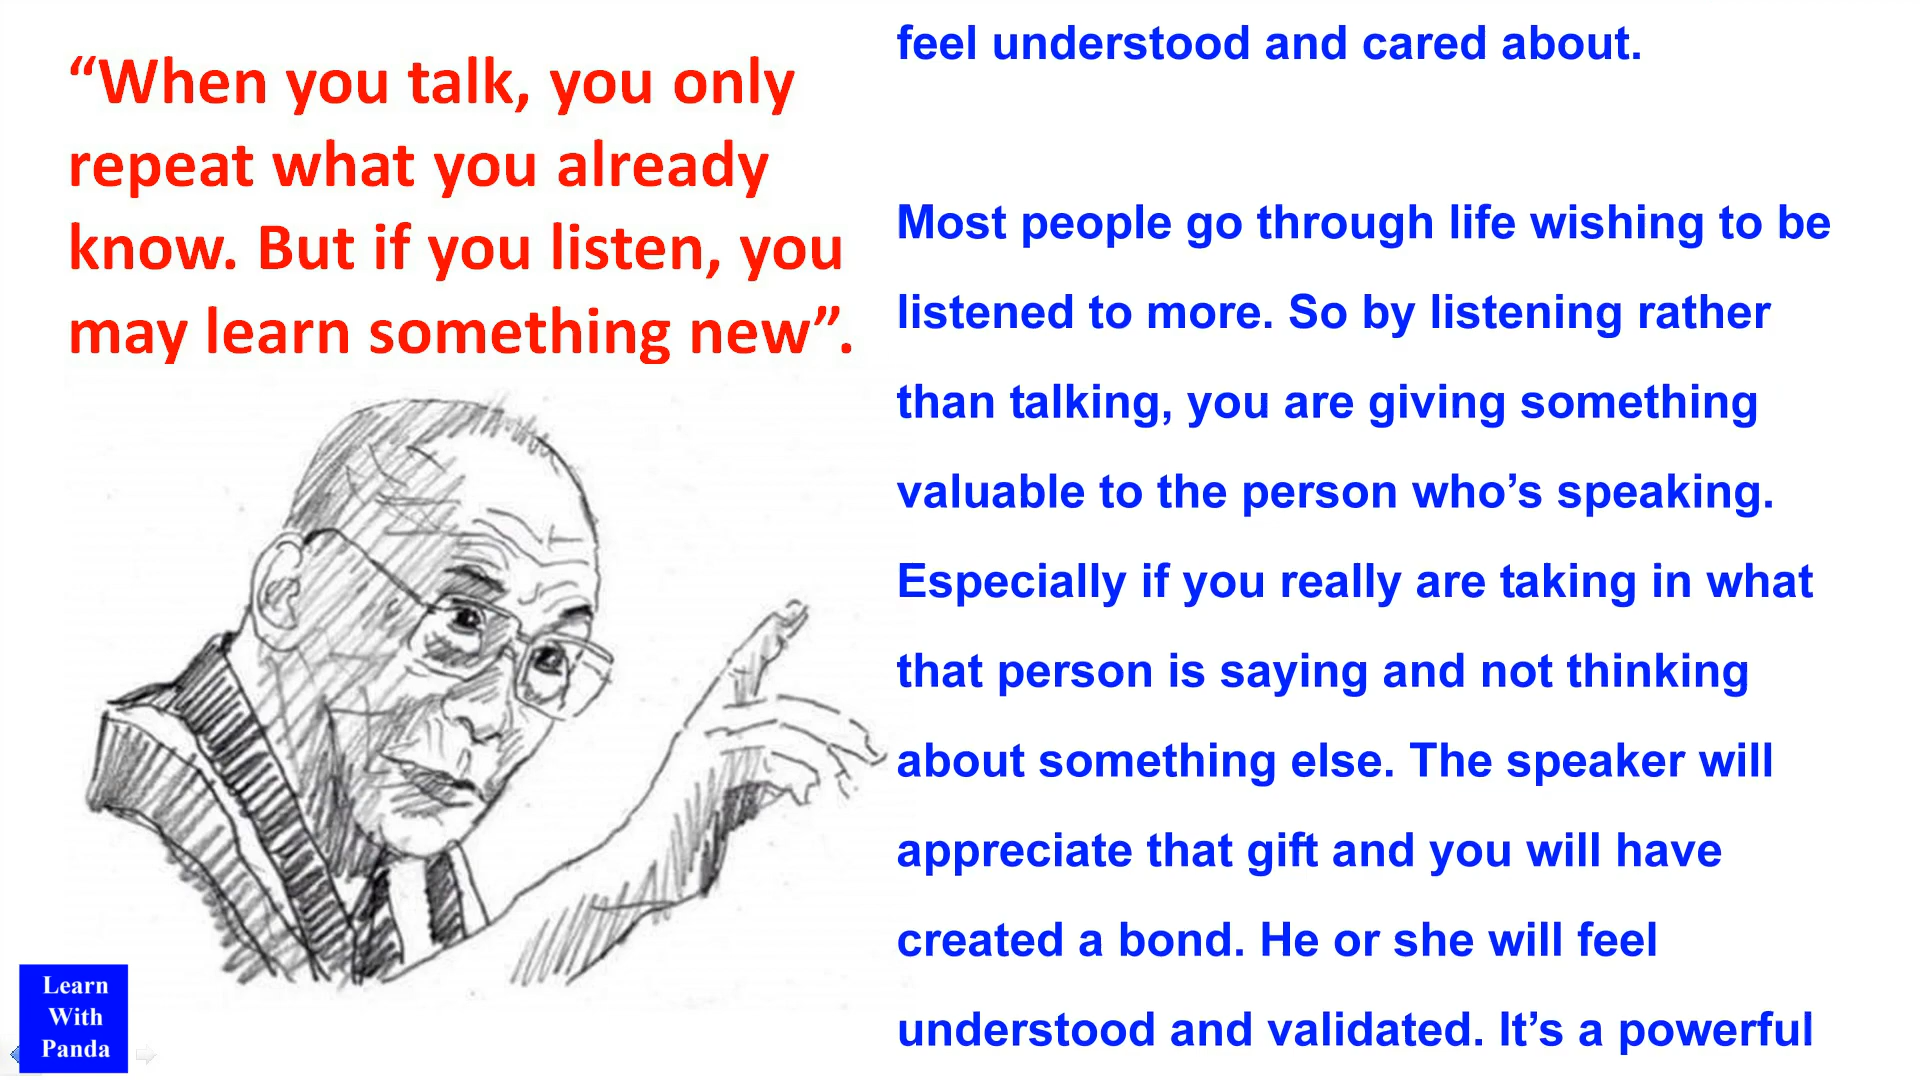 “When you talk, you only
repeat what you already
know. But if you listen, you
may learn something new”.
feel understood and cared about.
Most people go through life wishing to be
listened to more. So by listening rather
than talking, you are giving something
valuable to the person who’s speaking.
Especially if you really are taking in what
that person is saying and not thinking
about something else. The speaker will
appreciate that gift and you will have
created a bond. He or she will feel
understood and validated. It’s a powerful
Learn
With
Panda